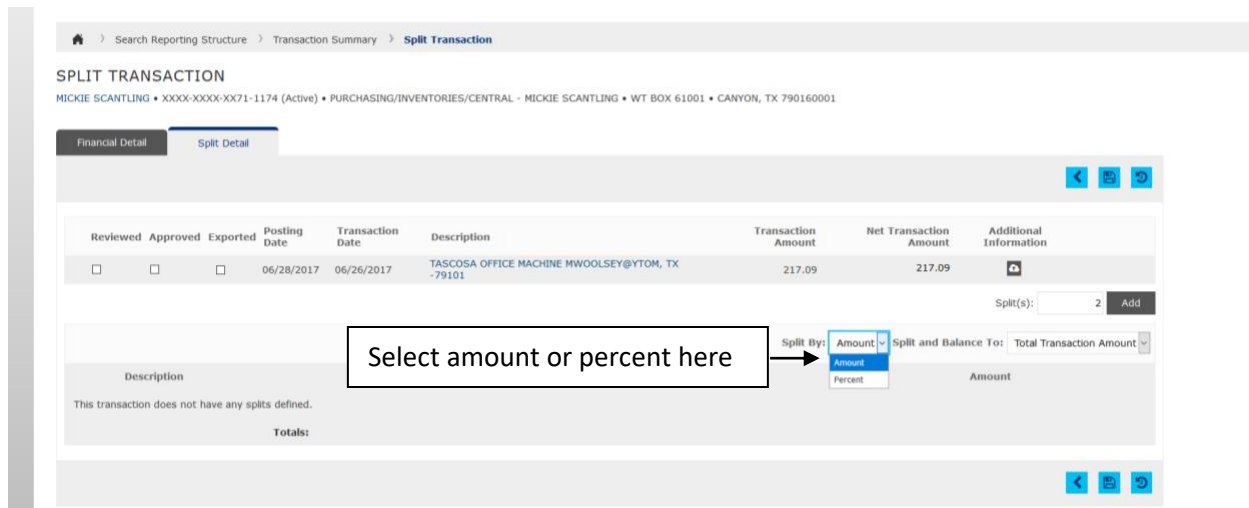 Search Reporting Structure > Transaction Summary > Split Transaction
SPLIT TRANSACTION
MICKIE SCANTLING • XXXX-XXXX-XX71-1174 (Active) • PURCHASING/INVENTORIES/CENTRAL - MICKIE SCANTLING • WT BOX 61001 • CANYON, TX 790160001
Financial Detail Split Detail
Reviewed Approved Exported Posting Date Transaction Date Description Transaction Amount Net Transaction Amount Additional Information
06/28/2017 06/26/2017 TASCOSA OFFICE MACHINE MWOOLSEY@YTOM, TX 217.09 217.09
-79101
Split(s): 2 Add
Select amount or percent here
Split By: Amount Split and Balance To: Total Transaction Amount
Amount
Percent
Description Amount
This transaction does not have any splits defined.
Totals: